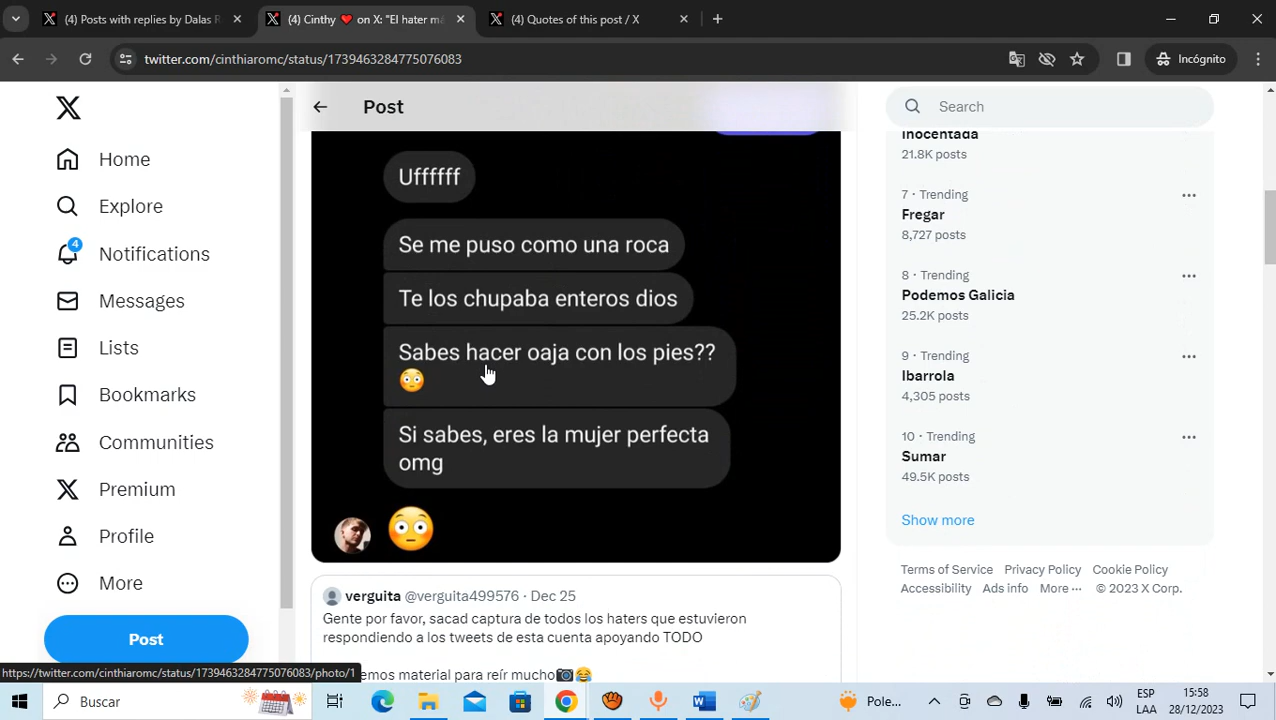 (4) Posts with replies by Dalas R
(4) Cinthy ❤️ on X: "El hater m
(4) Quotes of this post / X
twitter.com/cinthiaromc/status/1739463284775076083
Incógnito
Home
Explore
4
Notifications
Messages
Lists
Bookmarks
Communities
Premium
Profile
More
Post
https://twitter.com/cinthiaromc/status/1739463284775076083/photo/1
Post
Uffffff
Se me puso como una roca
Te los chupaba enteros dios
Sabes hacer oaja con los pies??
😳
Si sabes, eres la mujer perfecta
omg
😳
verguita @verguita499576 · Dec 25
Gente por favor, sacad captura de todos los haters que estuvieron
respondiendo a los tweets de esta cuenta apoyando TODO
emos material para reír mucho📷😂
Search
Inocentada
21.8K posts
7 · Trending
Fregar
8,727 posts
8 · Trending
Podemos Galicia
25.2K posts
9 · Trending
Ibarrola
4,305 posts
10 · Trending
Sumar
49.5K posts
Show more
Terms of Service Privacy Policy Cookie Policy
Accessibility Ads info More ··· © 2023 X Corp.
Buscar
Pole...
ESP
LAA
15:58
28/12/2023